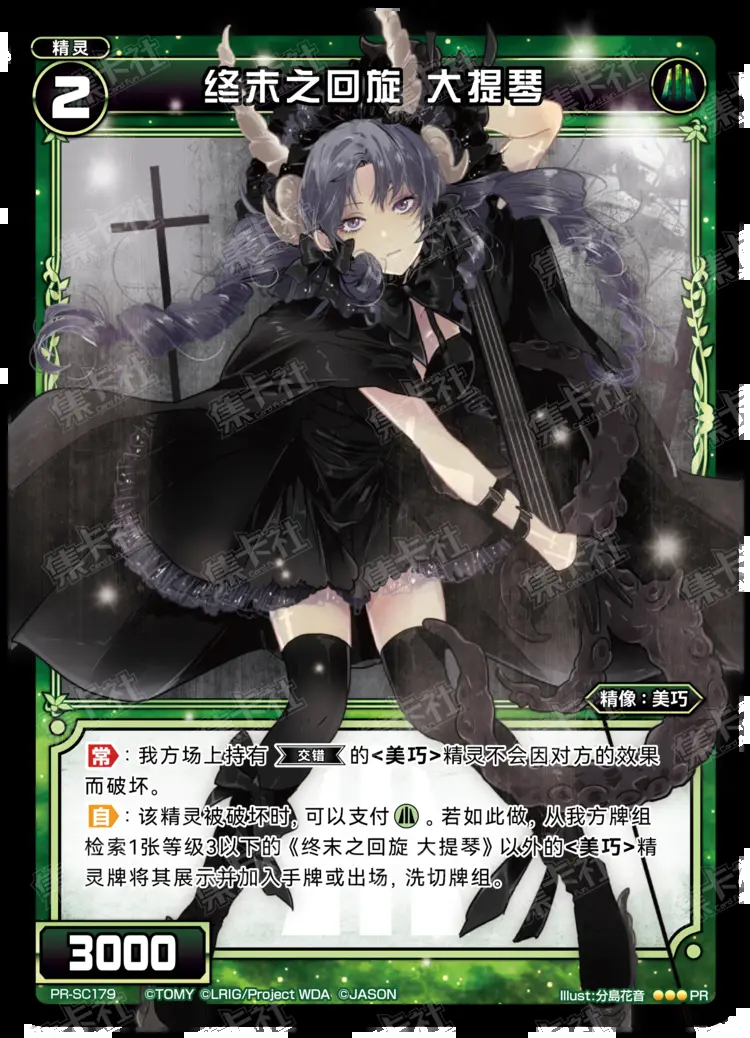 精灵
2
终末之回旋 大提琴
精像：美巧
常：我方场上持有 交错 的<美巧>精灵不会因对方的效果
而破坏。
自：该精灵被破坏时，可以支付。若如此做，从我方牌组
检索1张等级3以下的《终末之回旋 大提琴》以外的<美巧>精
灵牌将其展示并加入手牌或出场，洗切牌组。
3000
PR-SC179 ©TOMY ©LRIG/Project WDA ©JASON
Illust:分島花音 PR
集卡社